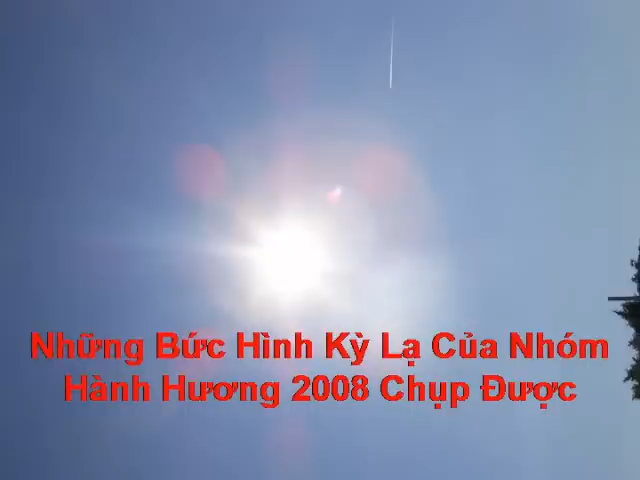 Những Bức Hình Kỳ Lạ Của Nhóm
Hành Hương 2008 Chụp Được